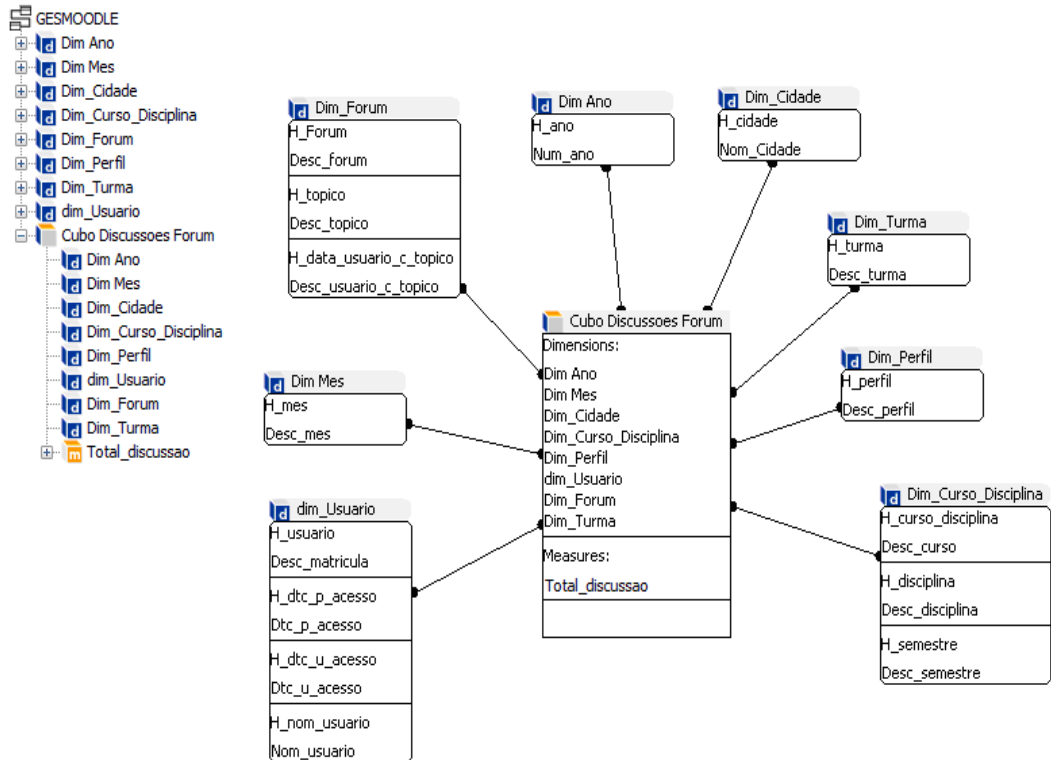 GESMOODLE
Dim Ano
Dim Mes
Dim_Cidade
Dim_Curso_Disciplina
Dim_Forum
Dim_Perfil
Dim_Turma
dim_Usuario
Cubo Discussoes Forum
Dim Ano
Dim Mes
Dim_Cidade
Dim_Curso_Disciplina
Dim_Perfil
dim_Usuario
Dim_Forum
Dim_Turma
Total_discussao
Dim_Forum
H_Forum
Desc_forum
H_topico
Desc_topico
H_data_usuario_c_topico
Desc_usuario_c_topico
Dim Ano
H_ano
Num_ano
Dim_Cidade
H_cidade
Nom_Cidade
Dim_Turma
H_turma
Desc_turma
Dim Mes
H_mes
Desc_mes
Cubo Discussoes Forum
Dimensions:
Dim Ano
Dim Mes
Dim_Cidade
Dim_Curso_Disciplina
Dim_Perfil
dim_Usuario
Dim_Forum
Dim_Turma
Measures:
Total_discussao
Dim_Perfil
H_perfil
Desc_perfil
dim_Usuario
H_usuario
Desc_matricula
H_dtc_p_acesso
Dtc_p_acesso
H_dtc_u_acesso
Dtc_u_acesso
H_nom_usuario
Nom_usuario
Dim_Curso_Disciplina
H_curso_disciplina
Desc_curso
H_disciplina
Desc_disciplina
H_semestre
Desc_semestre